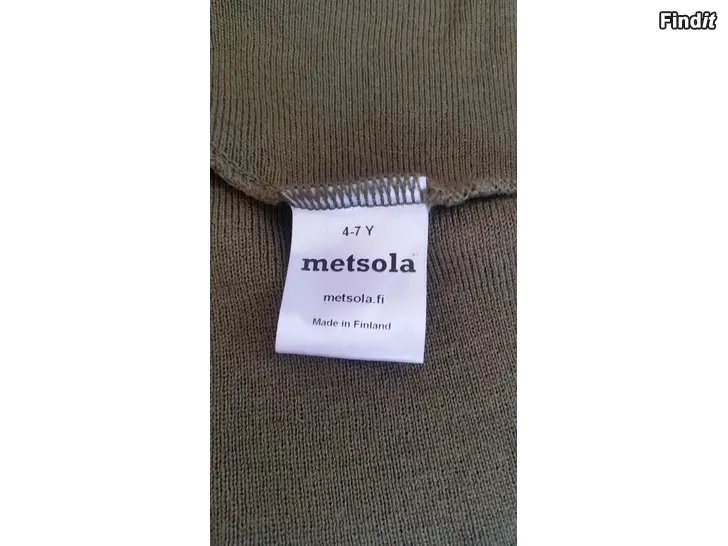 Findit
4-7 Y
metsola
metsola.fi
Made in Finland